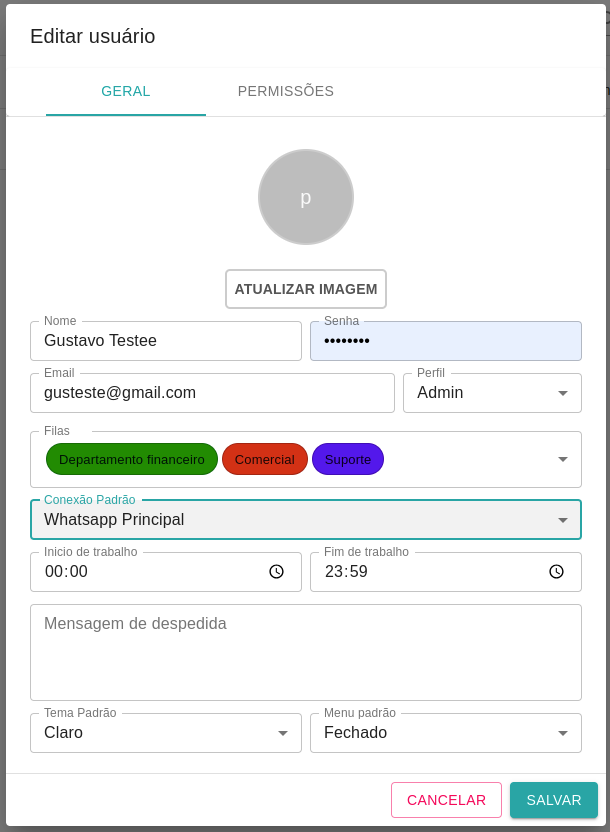 Editar usuário
GERAL PERMISSÕES
p
ATUALIZAR IMAGEM
Nome Senha
Gustavo Testee ••••••••
Email Perfil
gusteste@gmail.com Admin
Filas
Departamento financeiro Comercial Suporte
Conexão Padrão
Whatsapp Principal
Inicio de trabalho Fim de trabalho
00:00 23:59
Mensagem de despedida
Tema Padrão Menu padrão
Claro Fechado
CANCELAR SALVAR